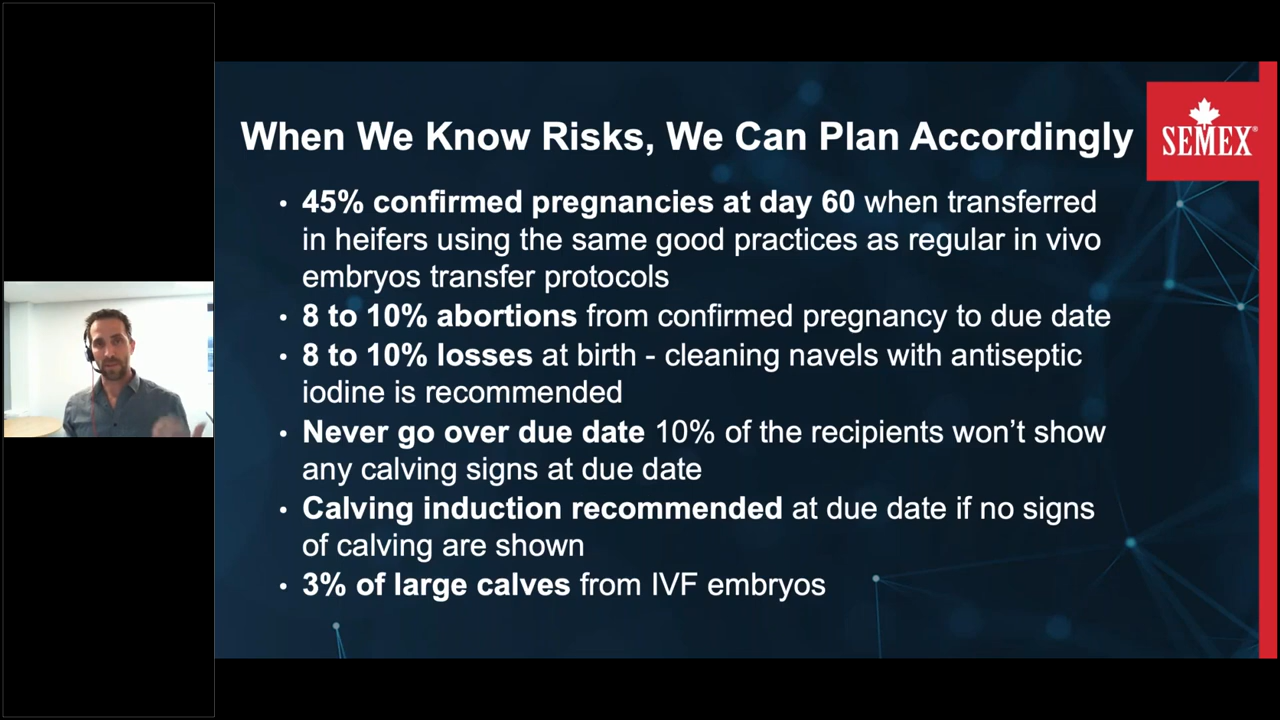 When We Know Risks, We Can Plan Accordingly
SEMEX®
• 45% confirmed pregnancies at day 60 when transferred
in heifers using the same good practices as regular in vivo
embryos transfer protocols
• 8 to 10% abortions from confirmed pregnancy to due date
• 8 to 10% losses at birth - cleaning navels with antiseptic
iodine is recommended
• Never go over due date 10% of the recipients won’t show
any calving signs at due date
• Calving induction recommended at due date if no signs
of calving are shown
• 3% of large calves from IVF embryos